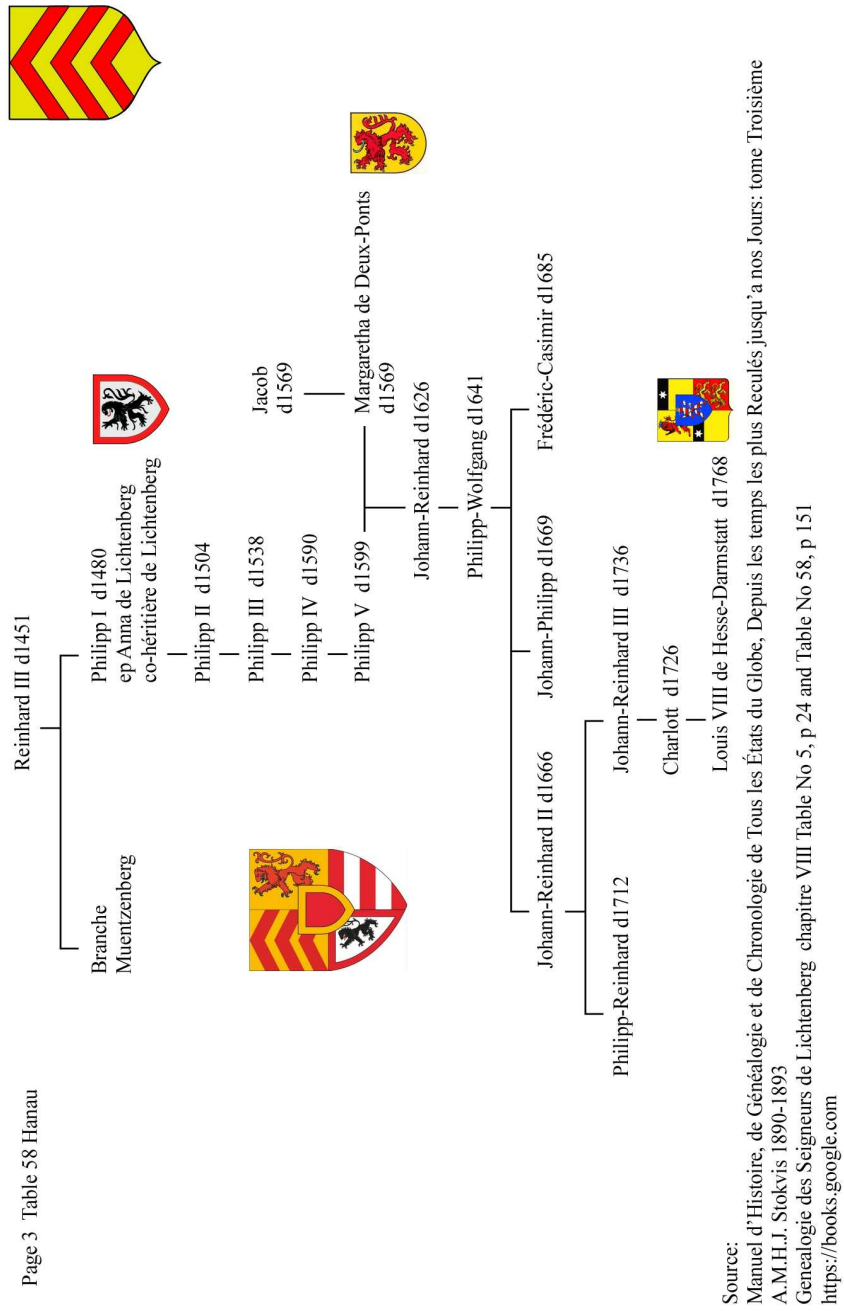 Page 3 Table 58 Hanau
Reinhard III d1451
Branche
Muentzenberg
Philipp I d1480
ep Anna de Lichtenberg
co-héritière de Lichtenberg
Philipp II d1504
Philipp III d1538
Philipp IV d1590
Jacob
d1569
Philipp V d1599
Margaretha de Deux-Ponts
d1569
Johann-Reinhard d1626
Philipp-Wolfgang d1641
Johann-Reinhard II d1666
Johann-Philipp d1669
Frédéric-Casimir d1685
Philipp-Reinhard d1712
Johann-Reinhard III d1736
Charlott d1726
Louis VIII de Hesse-Darmstatt d1768
Source:
Manuel d'Histoire, de Généalogie et de Chronologie de Tous les États du Globe, Depuis les temps les plus Reculés jusqu'a nos Jours: tome Troisième
A.M.H.J. Stokvis 1890-1893
Genealogie des Seigneurs de Lichtenberg chapitre VIII Table No 5, p 24 and Table No 58, p 151
https://books.google.com